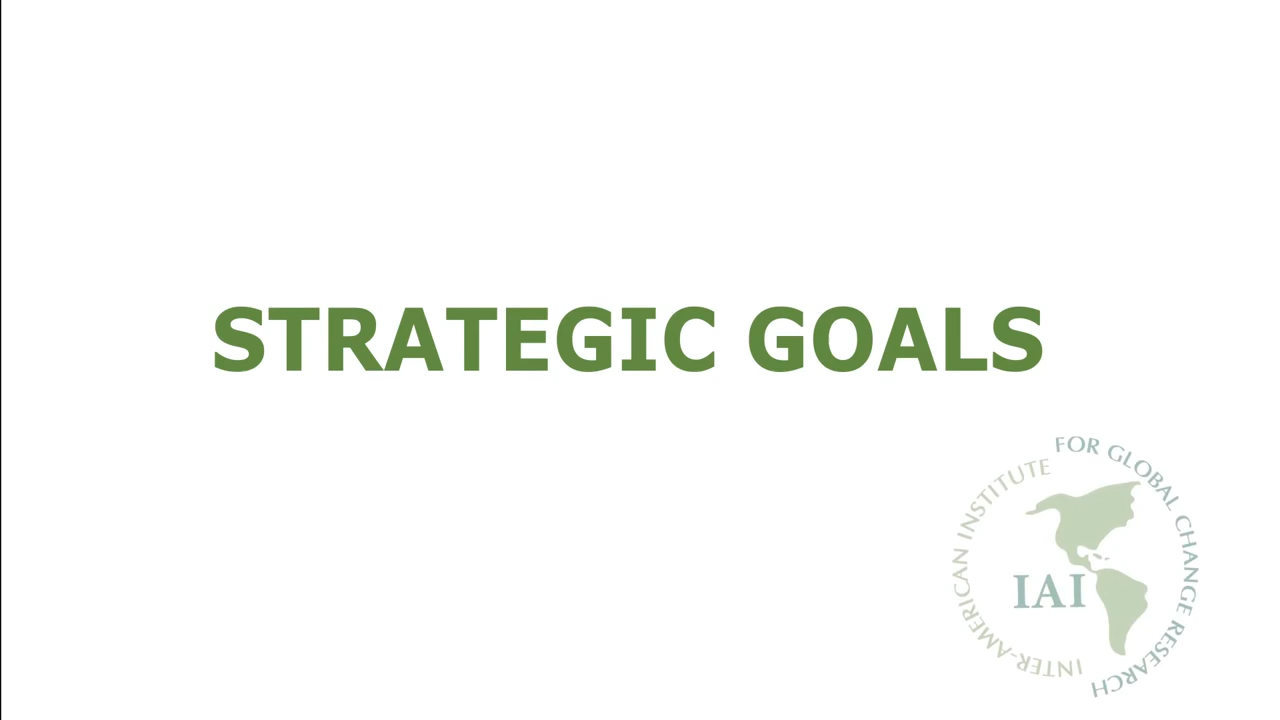 STRATEGIC GOALS
INTER-AMERICAN INSTITUTE FOR GLOBAL CHANGE RESEARCH
IAI